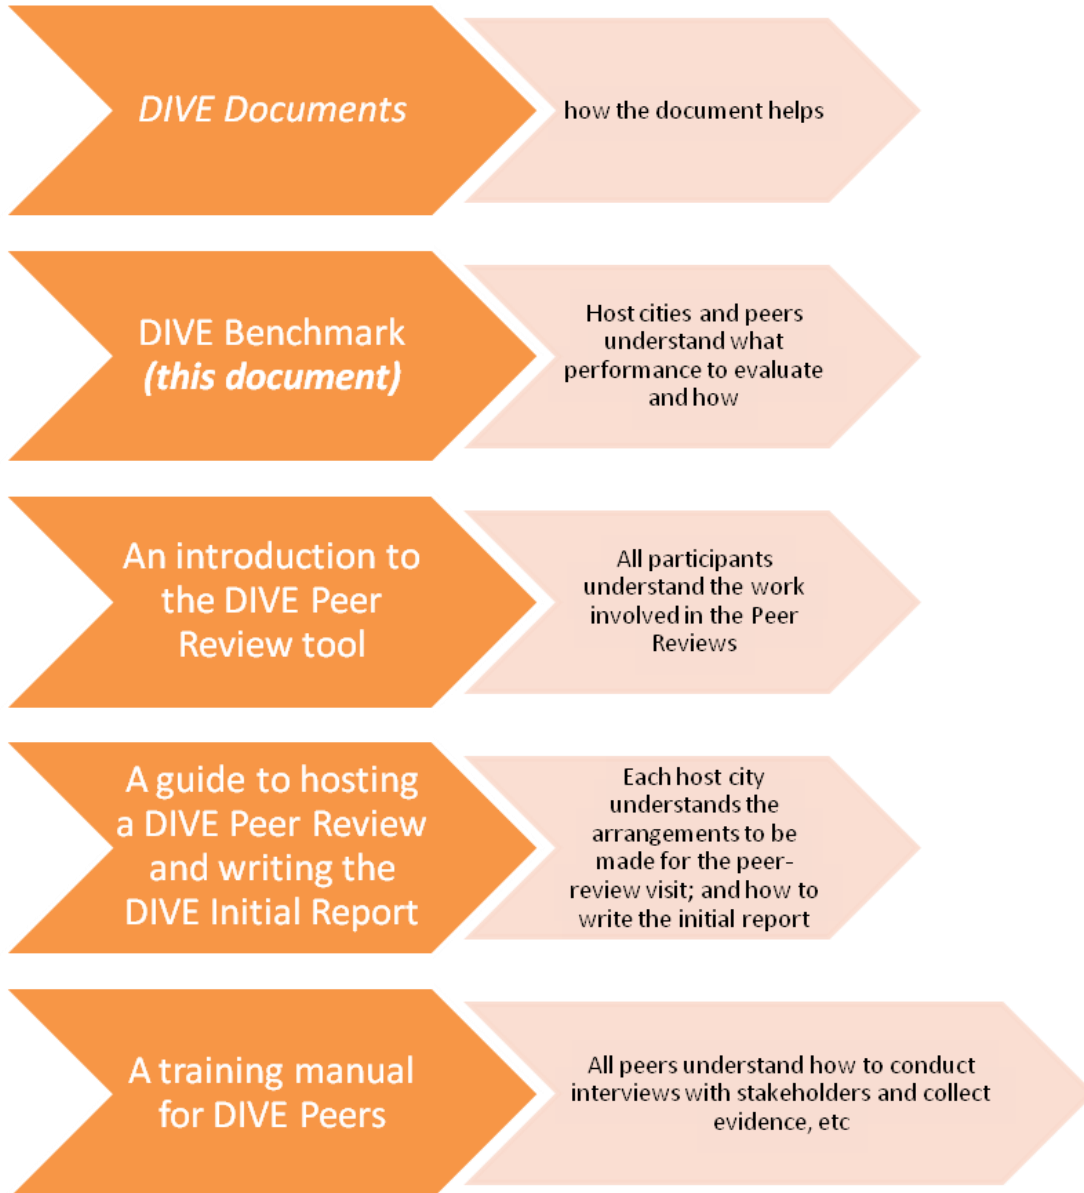 DIVE Documents
how the document helps
DIVE Benchmark
(this document)
Host cities and peers
understand what
performance to evaluate
and how
An introduction to
the DIVE Peer
Review tool
All participants
understand the work
involved in the Peer
Reviews
A guide to hosting
a DIVE Peer Review
and writing the
DIVE Initial Report
Each host city
understands the
arrangements to be
made for the peer-
review visit; and how to
write the initial report
A training manual
for DIVE Peers
All peers understand how to conduct
interviews with stakeholders and collect
evidence, etc